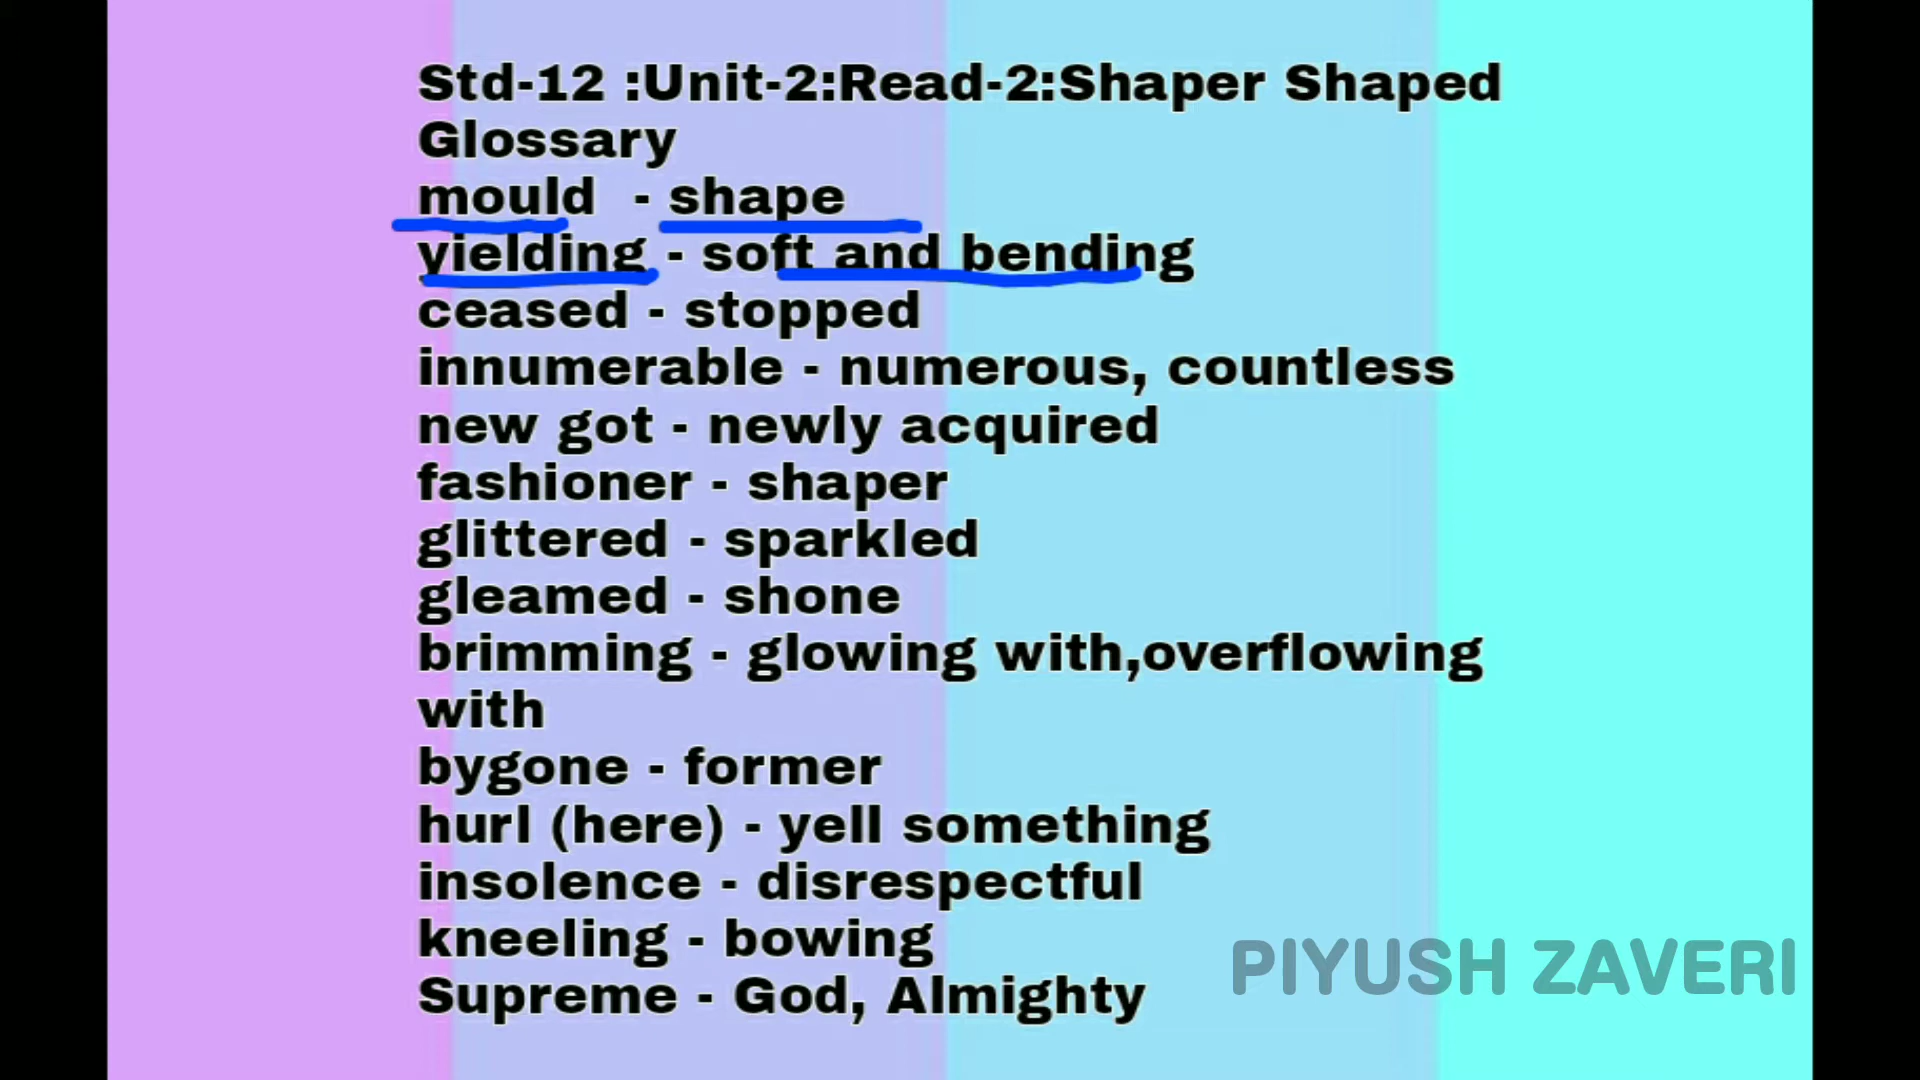 Std-12 :Unit-2:Read-2:Shaper Shaped
Glossary
mould - shape
yielding - soft and bending
ceased - stopped
innumerable - numerous, countless
new got - newly acquired
fashioner - shaper
glittered - sparkled
gleamed - shone
brimming - glowing with,overflowing
with
bygone - former
hurl (here) - yell something
insolence - disrespectful
kneeling - bowing
Supreme - God, Almighty
PIYUSH ZAVERI